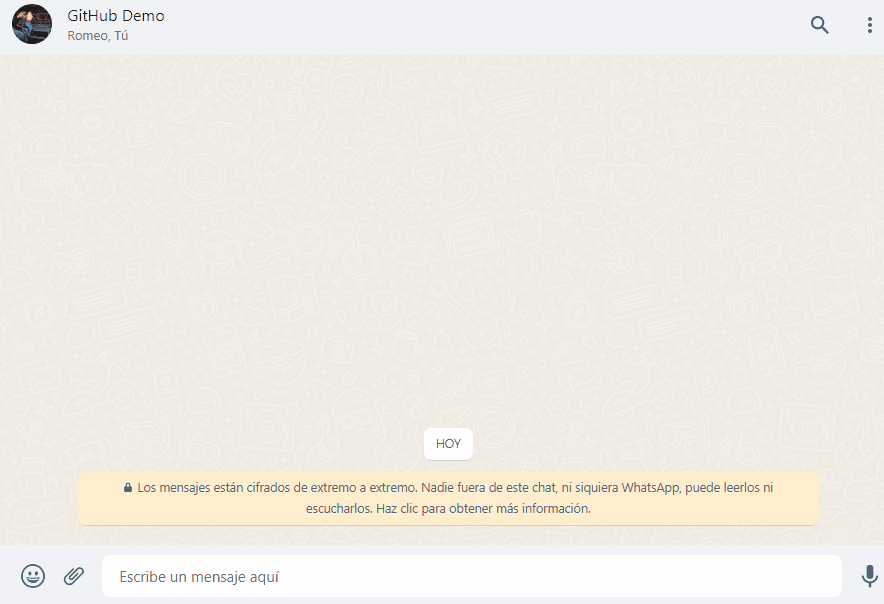 GitHub Demo
Romeo, Tú
HOY
Los mensajes están cifrados de extremo a extremo. Nadie fuera de este chat, ni siquiera WhatsApp, puede leerlos ni
escucharlos. Haz clic para obtener más información.
Escribe un mensaje aquí